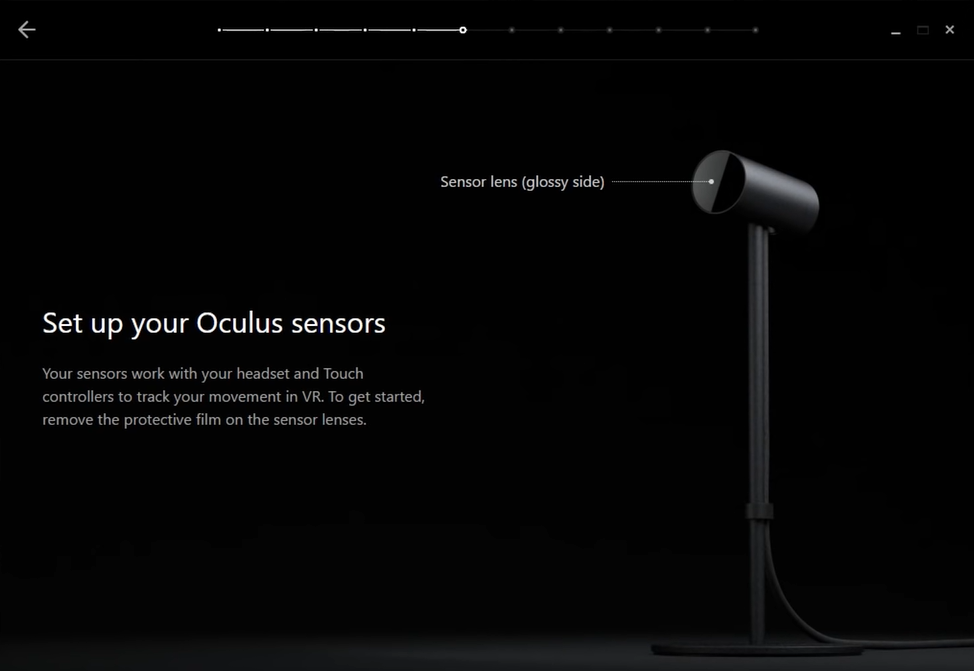 Sensor lens (glossy side)
Set up your Oculus sensors
Your sensors work with your headset and Touch
controllers to track your movement in VR. To get started,
remove the protective film on the sensor lenses.